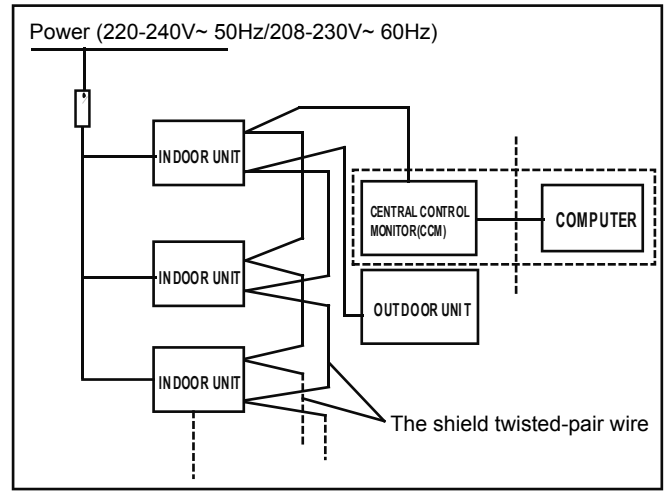 Power (220-240V~ 50Hz/208-230V~ 60Hz)
INDOOR UNIT
CENTRAL CONTROL
MONITOR(CCM)
COMPUTER
INDOOR UNIT
OUTDOOR UNIT
INDOOR UNIT
The shield twisted-pair wire